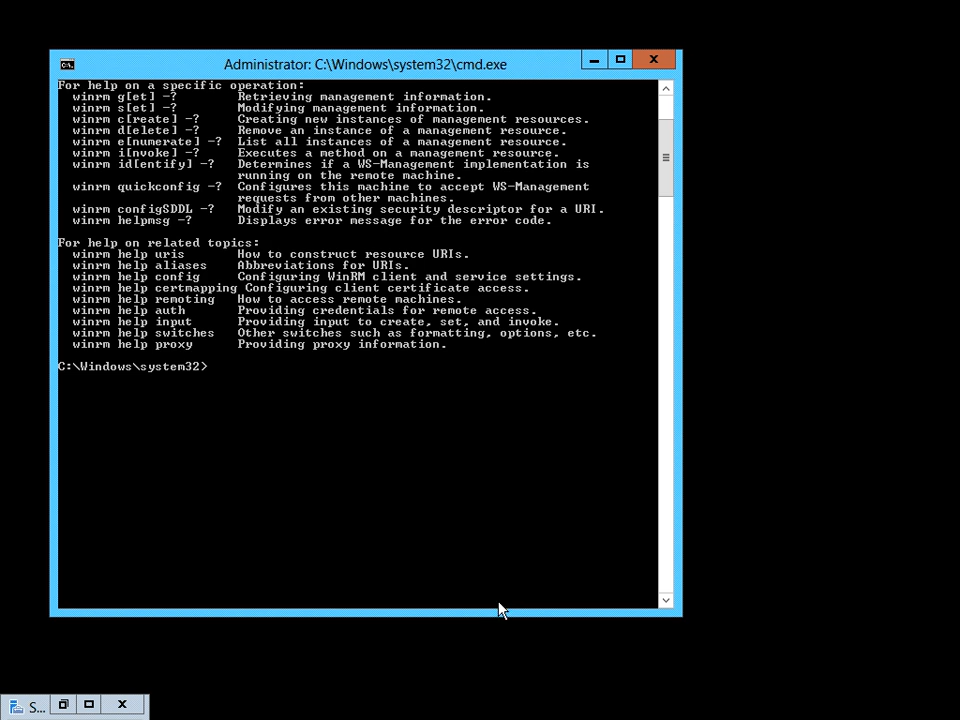 Administrator: C:\Windows\system32\cmd.exe
For help on a specific operation:
  winrm g[et] -?        Retrieving management information.
  winrm s[et] -?        Modifying management information.
  winrm c[reate] -?     Creating new instances of management resources.
  winrm d[elete] -?     Remove an instance of a management resource.
  winrm e[numerate] -?  List all instances of a management resource.
  winrm i[nvoke] -?     Executes a method on a management resource.
  winrm id[entify] -?   Determines if a WS-Management implementation is
                        running on the remote machine.
  winrm quickconfig -?  Configures this machine to accept WS-Management
                        requests from other machines.
  winrm configSDDL -?   Modify an existing security descriptor for a URI.
  winrm helpmsg -?      Displays error message for the error code.
For help on related topics:
  winrm help uris       How to construct resource URIs.
  winrm help aliases    Abbreviations for URIs.
  winrm help config     Configuring WinRM client and service settings.
  winrm help certmapping Configuring client certificate access.
  winrm help remoting   How to access remote machines.
  winrm help auth       Providing credentials for remote access.
  winrm help input      Providing input to create, set, and invoke.
  winrm help switches   Other switches such as formatting, options, etc.
  winrm help proxy      Providing proxy information.
C:\Windows\system32>
S...